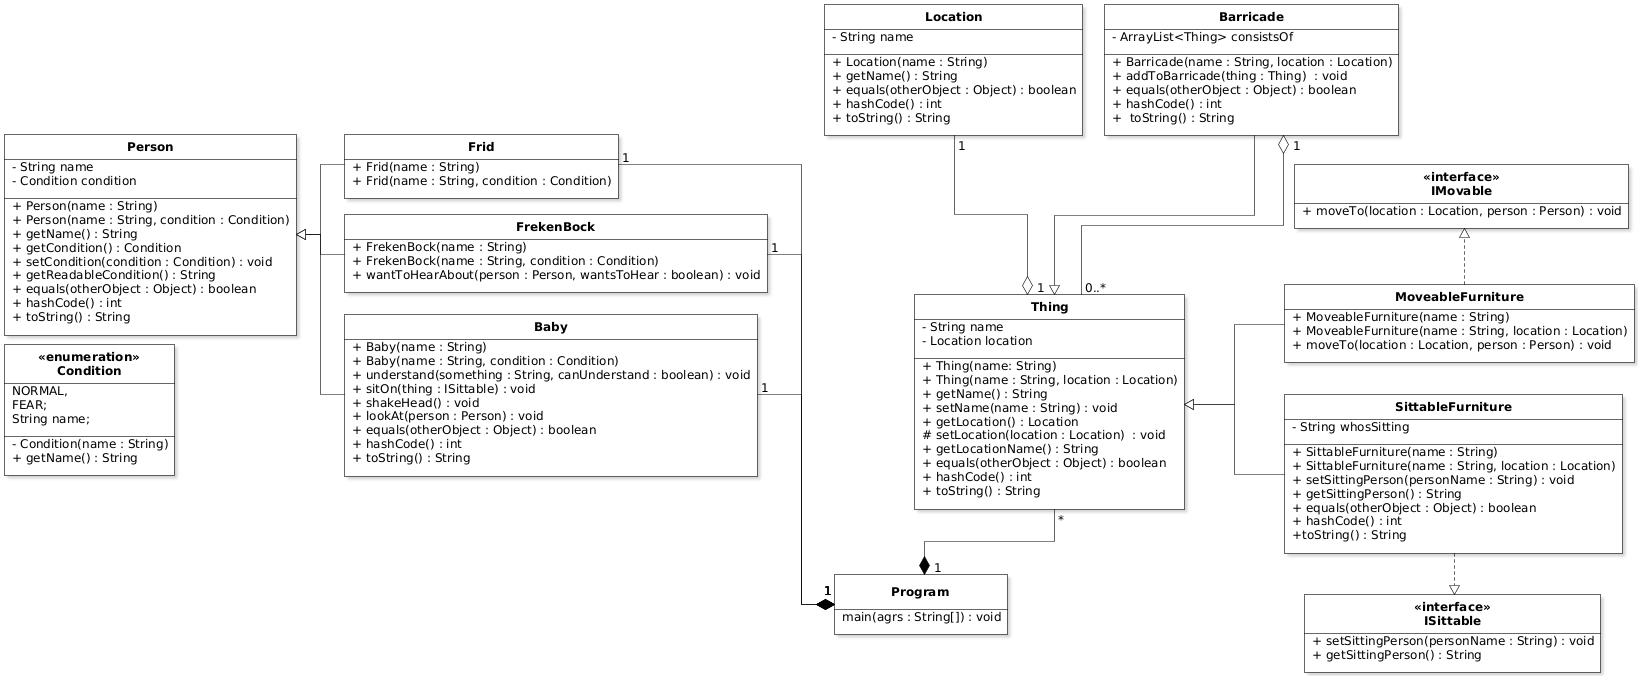 Location
- String name
+ Location(name : String)
+ getName() : String
+ equals(otherObject : Object) : boolean
+ hashCode() : int
+ toString() : String
1
Barricade
- ArrayList<Thing> consistsOf
+ Barricade(name : String, location : Location)
+ addToBarricade(thing : Thing)  : void
+ equals(otherObject : Object) : boolean
+ hashCode() : int
+  toString() : String
1
Person
- String name
- Condition condition
+ Person(name : String)
+ Person(name : String, condition : Condition)
+ getName() : String
+ getCondition() : Condition
+ setCondition(condition : Condition) : void
+ getReadableCondition() : String
+ equals(otherObject : Object) : boolean
+ hashCode() : int
+ toString() : String
Frid
+ Frid(name : String)
+ Frid(name : String, condition : Condition)
1
«interface»
IMovable
+ moveTo(location : Location, person : Person) : void
FrekenBock
+ FrekenBock(name : String)
+ FrekenBock(name : String, condition : Condition)
+ wantToHearAbout(person : Person, wantsToHear : boolean) : void
1
Baby
+ Baby(name : String)
+ Baby(name : String, condition : Condition)
+ understand(something : String, canUnderstand : boolean) : void
+ sitOn(thing : ISittable) : void
+ shakeHead() : void
+ lookAt(person : Person) : void
+ equals(otherObject : Object) : boolean
+ hashCode() : int
+ toString() : String
1
«enumeration»
Condition
NORMAL,
FEAR;
String name;
- Condition(name : String)
+ getName() : String
1
0..*
Thing
- String name
- Location location
+ Thing(name: String)
+ Thing(name : String, location : Location)
+ getName() : String
+ setName(name : String) : void
+ getLocation() : Location
# setLocation(location : Location)  : void
+ getLocationName() : String
+ equals(otherObject : Object) : boolean
+ hashCode() : int
+ toString() : String
*
MoveableFurniture
+ MoveableFurniture(name : String)
+ MoveableFurniture(name : String, location : Location)
+ moveTo(location : Location, person : Person) : void
SittableFurniture
- String whosSitting
+ SittableFurniture(name : String)
+ SittableFurniture(name : String, location : Location)
+ setSittingPerson(personName : String) : void
+ getSittingPerson() : String
+ equals(otherObject : Object) : boolean
+ hashCode() : int
+toString() : String
1
1
Program
main(agrs : String[]) : void
«interface»
ISittable
+ setSittingPerson(personName : String) : void
+ getSittingPerson() : String